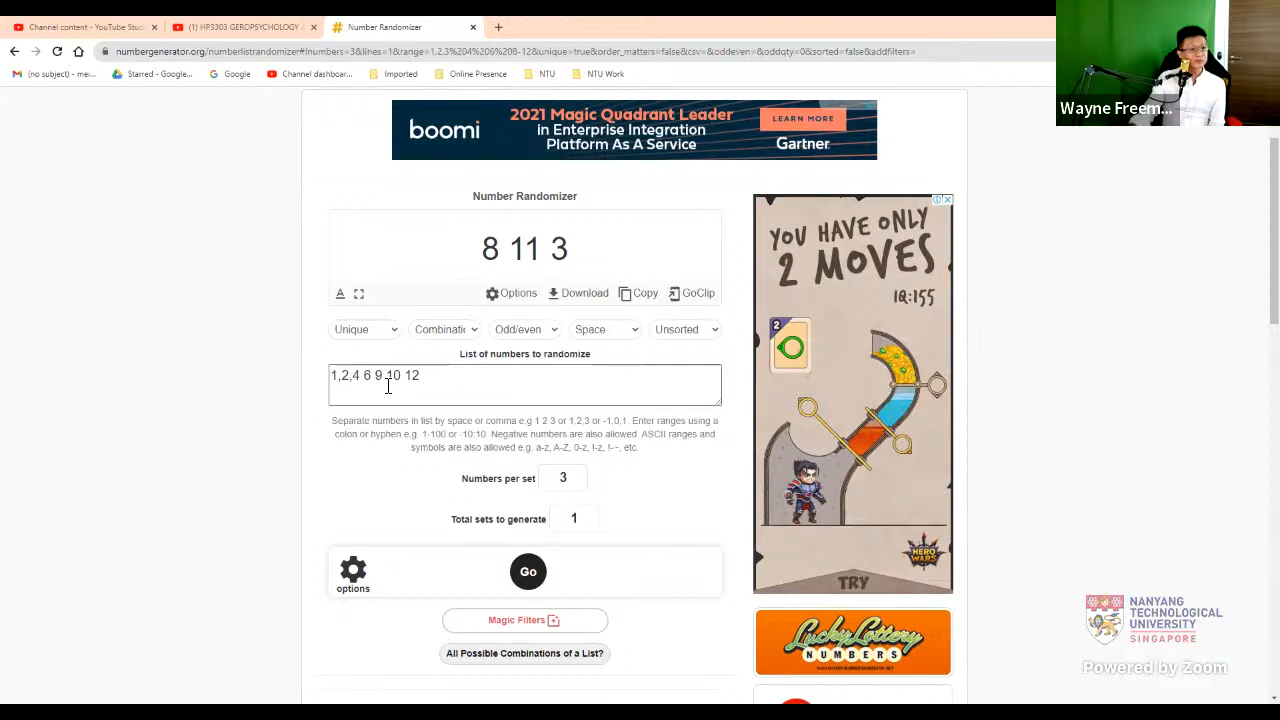 Channel content - YouTube Stud
(1) HP3303 GEROPSYCHOLOGY A
Number Randomizer
numbergenerator.org/numberlistrandomizer#!numbers=3&lines=1&range=1,2,3%204%206%208-12&unique=true&order_matters=false&csv=&oddeven=&oddqty=0&sorted=false&addfilters=
(no subject) - me...
Starred - Google...
Google
Channel dashboard...
Imported
Online Presence
NTU
NTU Work
Wayne Freem...
boomi
2021 Magic Quadrant Leader
in Enterprise Integration
Platform As A Service
LEARN MORE
Gartner
Number Randomizer
8 11 3
Options
Download
Copy
GoClip
Unique
Combinatic
Odd/even
Space
Unsorted
List of numbers to randomize
1,2,4 6 9 10 12
Separate numbers in list by space or comma e.g 1 2 3 or 1,2,3 or -1,0,1. Enter ranges using a
colon or hyphen e.g. 1-100 or -10:10. Negative numbers are also allowed. ASCII ranges and
symbols are also allowed e.g. a-z, A-Z, 0-z, !-z, !-~, etc.
Numbers per set
3
Total sets to generate
1
options
Go
Magic Filters
All Possible Combinations of a List?
YOU HAVE ONLY
2 MOVES
IQ:155
2
HERO
WARS
TRY
Lucky Lottery
NUMBERS
NANYANG
TECHNOLOGICAL
UNIVERSITY
SINGAPORE
Powered by Zoom